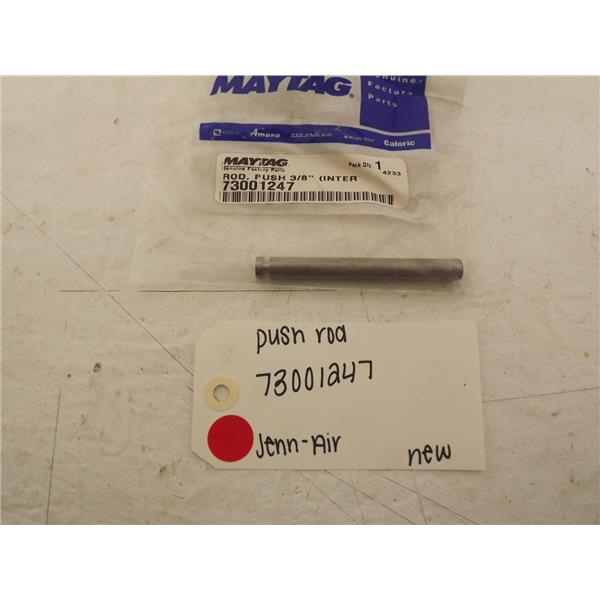 MAYTAG
Genuine
Factory
Parts
Amana
Caloric
MAYTAG
Genuine Factory Parts
Pack Qty 1
4233
ROD, PUSH 3/8" (INTER
73001247
push rod
73001247
Jenn-Air
new